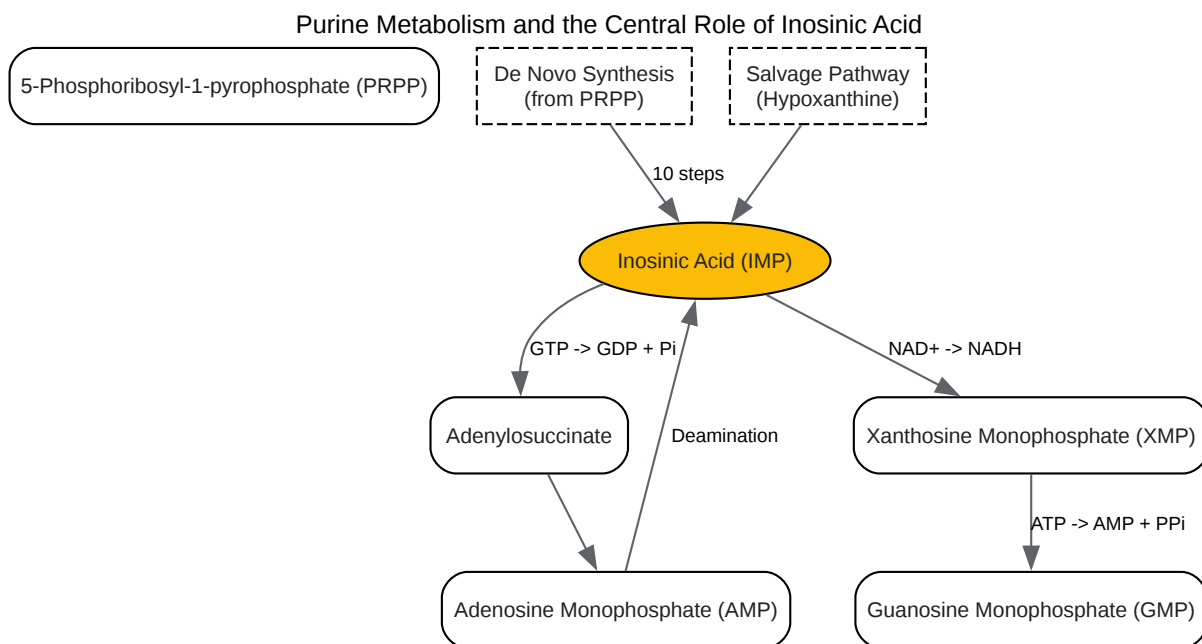 Purine Metabolism and the Central Role of Inosinic Acid
5-Phosphoribosyl-1-pyrophosphate (PRPP)
De Novo Synthesis
(from PRPP)
Salvage Pathway
(Hypoxanthine)
10 steps
Inosinic Acid (IMP)
GTP -> GDP + Pi
NAD+ -> NADH
Adenylosuccinate
Deamination
Xanthosine Monophosphate (XMP)
ATP -> AMP + PPi
Adenosine Monophosphate (AMP)
Guanosine Monophosphate (GMP)